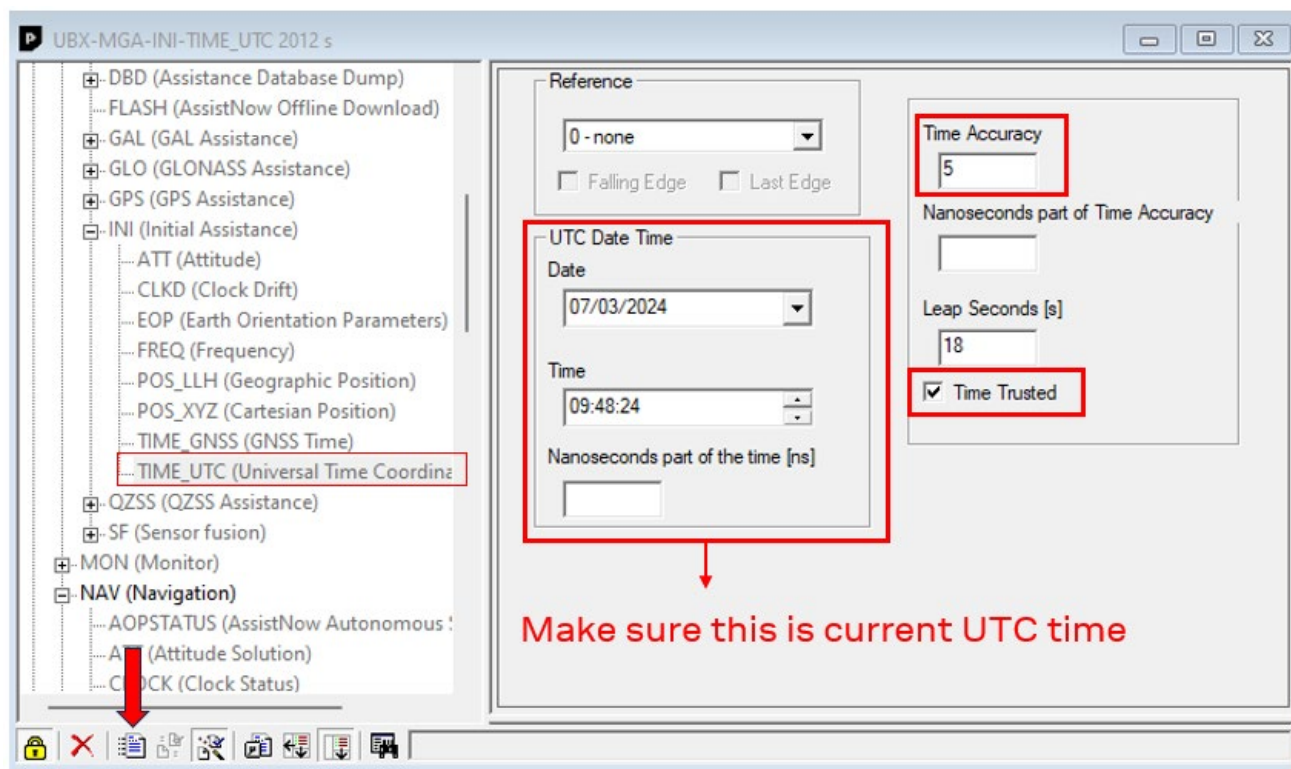 UBX-MGA-INI-TIME_UTC 2012 s
DBD (Assistance Database Dump)
FLASH (AssistNow Offline Download)
GAL (GAL Assistance)
GLO (GLONASS Assistance)
GPS (GPS Assistance)
INI (Initial Assistance)
ATT (Attitude)
CLKD (Clock Drift)
EOP (Earth Orientation Parameters)
FREQ (Frequency)
POS_LLH (Geographic Position)
POS_XYZ (Cartesian Position)
TIME_GNSS (GNSS Time)
TIME_UTC (Universal Time Coordina
QZSS (QZSS Assistance)
SF (Sensor fusion)
MON (Monitor)
NAV (Navigation)
AOPSTATUS (AssistNow Autonomous
(Attitude Solution)
(Clock Status)
Reference
0 - none
Falling Edge Last Edge
UTC Date Time
Date
07/03/2024
Time
09:48:24
Nanoseconds part of the time [ns]
Time Accuracy
5
Nanoseconds part of Time Accuracy
Leap Seconds [s]
18
Time Trusted
Make sure this is current UTC time